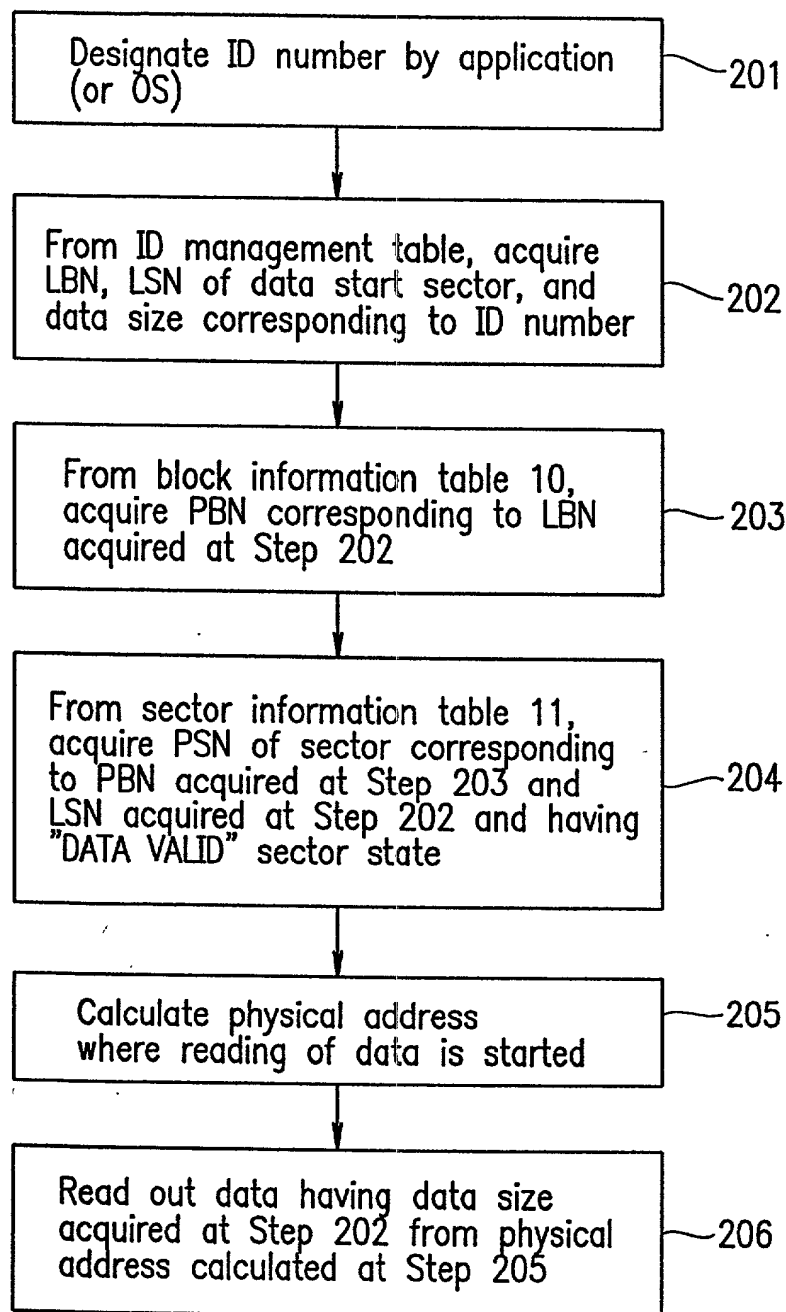 Designate ID number by application
(or OS)
201
From ID management table, acquire
LBN, LSN of data start sector, and
data size corresponding to ID number
202
From block information table 10,
acquire PBN corresponding to LBN
acquired at Step 202
203
From sector information table 11,
acquire PSN of sector corresponding
to PBN acquired at Step 203 and
LSN acquired at Step 202 and having
"DATA VALID" sector state
204
Calculate physical address
where reading of data is started
205
Read out data having data size
acquired at Step 202 from physical
address calculated at Step 205
206